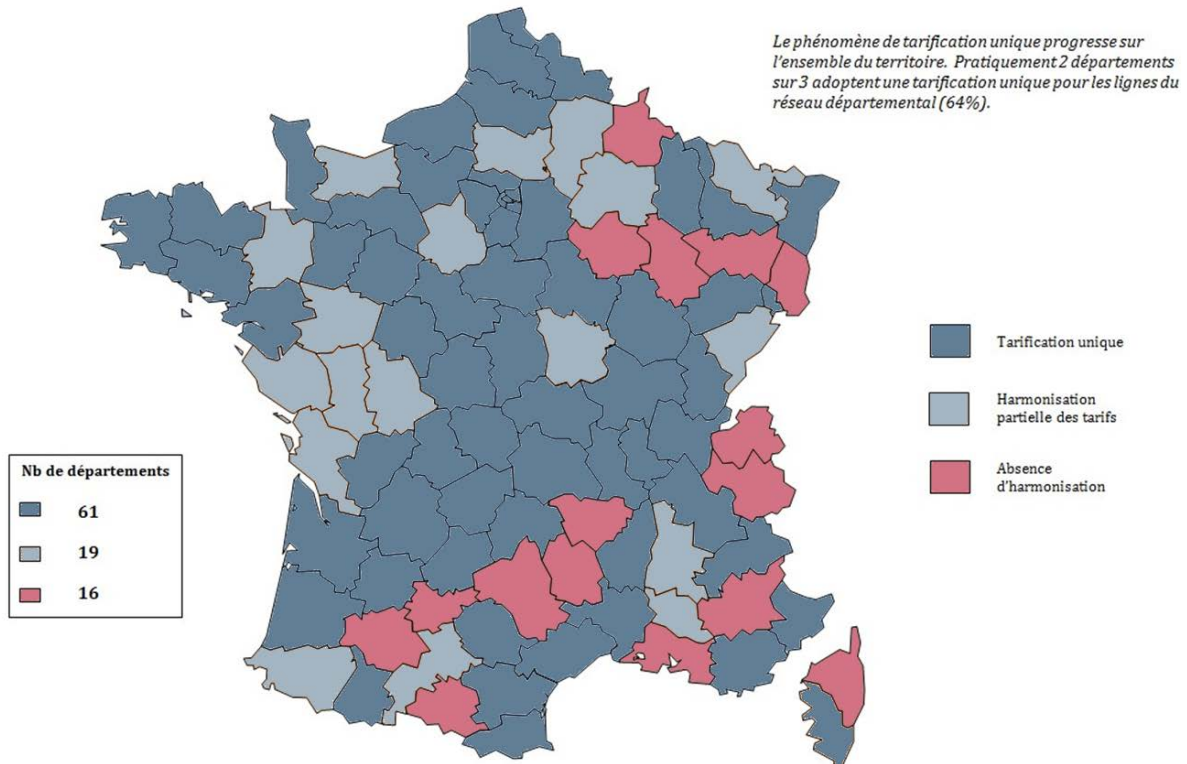 Le phénomène de tarification unique progresse sur
l'ensemble du territoire. Pratiquement 2 départements
sur 3 adoptent une tarification unique pour les lignes du
réseau départemental (64%).
Tarification unique
Harmonisation
partielle des tarifs
Absence
d'harmonisation
Nb de départements
61
19
16